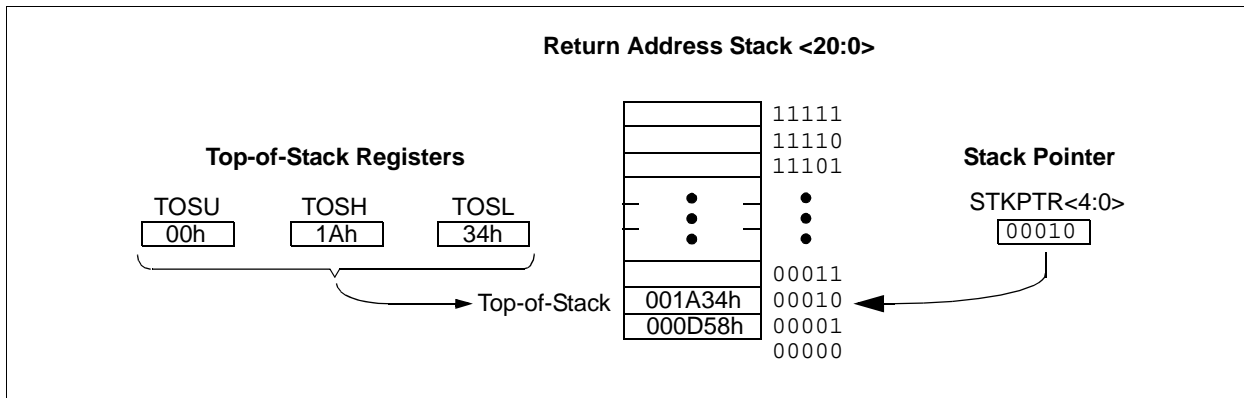 Return Address Stack <20:0>
11111
11110
11101
Top-of-Stack Registers
Stack Pointer
TOSU TOSH TOSL
00h 1Ah 34h
STKPTR<4:0>
00010
00011
Top-of-Stack 001A34h 00010
000D58h 00001
00000